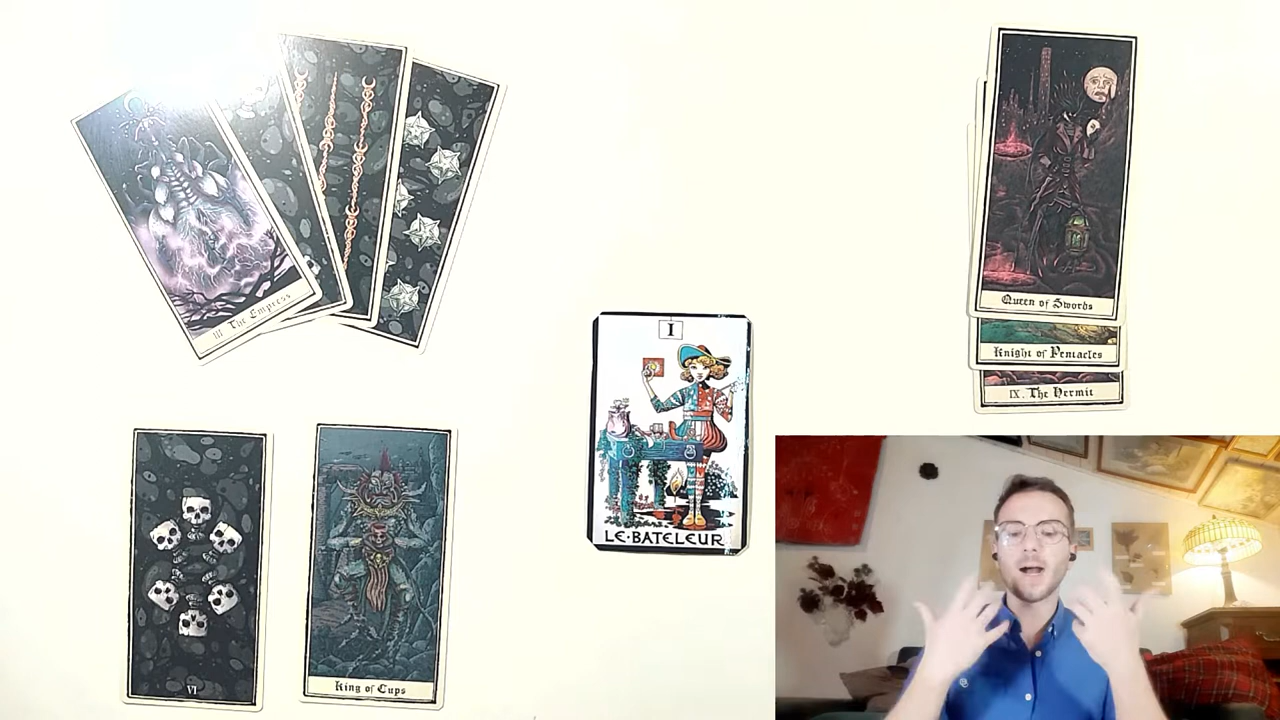 III The Empress
Queen of Swords
Knight of Pentacles
IX. The Hermit
I
LE·BATELEUR
VI
King of Cups